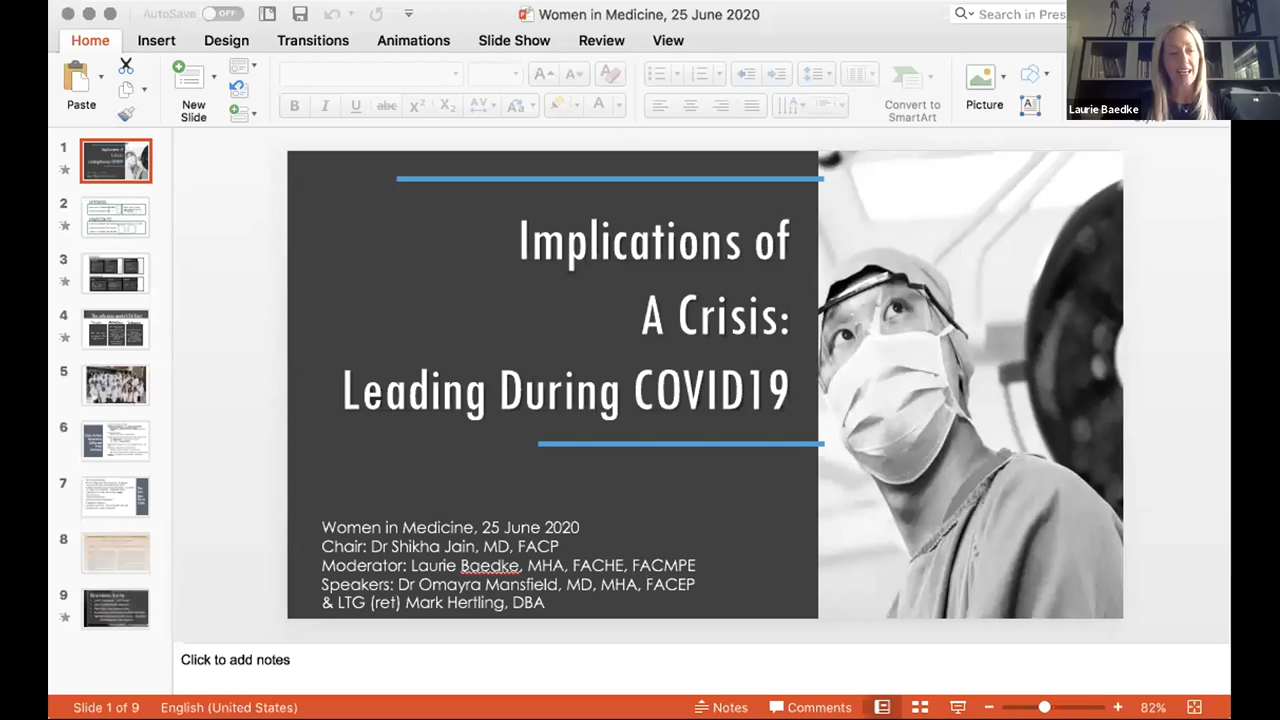 AutoSave OFF
Women in Medicine, 25 June 2020
Search in Pres
Home Insert Design Transitions Animations Slide Show Review View
Paste
New
Slide
Convert to
SmartArt
Picture
Laurie Baedke
1
2
3
4
5
6
7
8
9
Implications of
A Crisis:
Leading During COVID19
Women in Medicine, 25 June 2020
Chair: Dr Shikha Jain, MD, FACP
Moderator: Laurie Baedke, MHA, FACHE, FACMPE
Speakers: Dr Omayra Mansfield, MD, MHA, FACEP
& LTG (ret) Mark Hertling, DBA
Click to add notes
Slide 1 of 9 English (United States) Notes Comments 82%